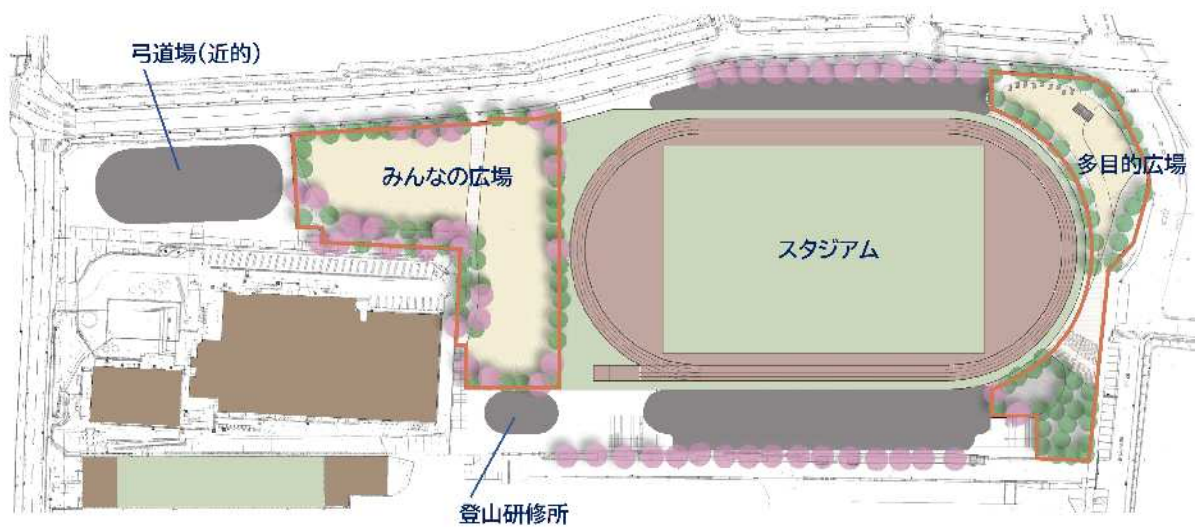 弓道場(近的)
みんなの広場
多目的広場
スタジアム
登山研修所